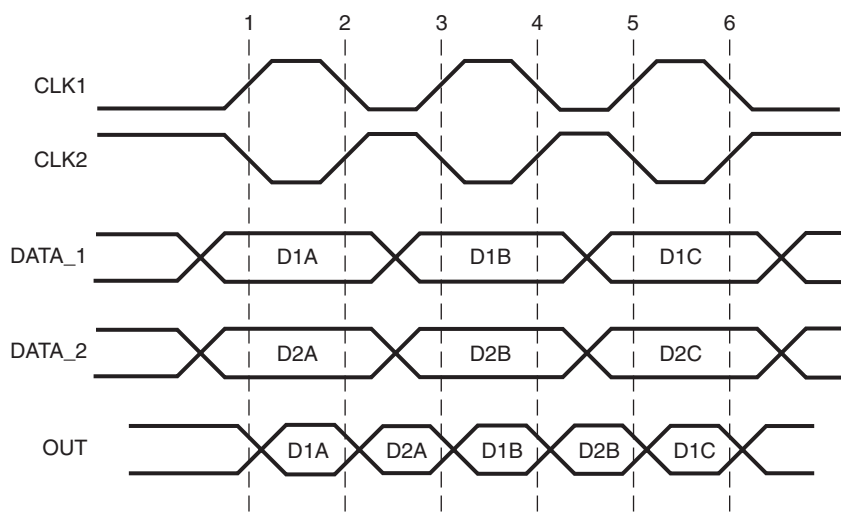 1 2 3 4 5 6
CLK1
CLK2
DATA_1 D1A D1B D1C
DATA_2 D2A D2B D2C
OUT D1A D2A D1B D2B D1C